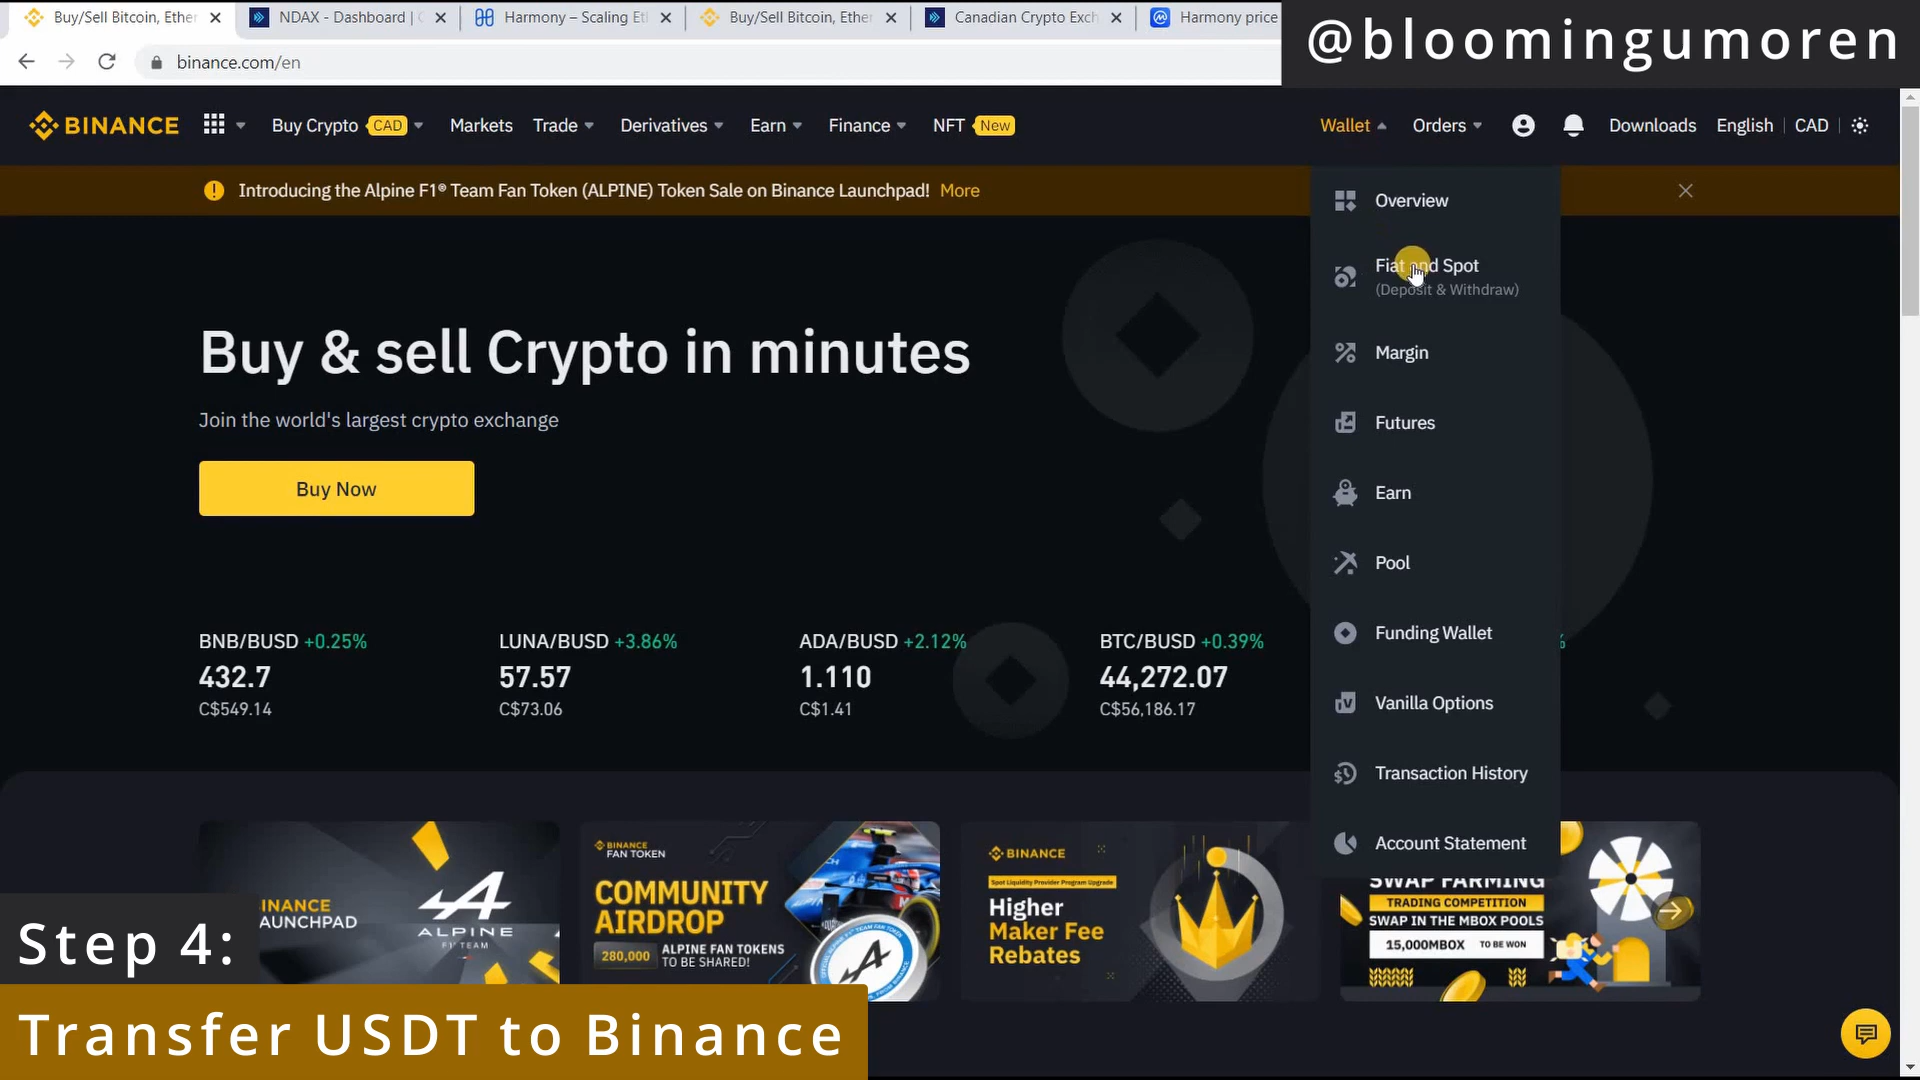 Buy/Sell Bitcoin, Ether
NDAX - Dashboard |
Harmony – Scaling Et
Buy/Sell Bitcoin, Ether
Canadian Crypto Exch
Harmony price
@bloomingumoren
binance.com/en
BINANCE
Buy Crypto CAD
Markets
Trade
Derivatives
Earn
Finance
NFT New
Wallet
Orders
Downloads
English
CAD
Introducing the Alpine F1® Team Fan Token (ALPINE) Token Sale on Binance Launchpad! More
Overview
Fiat and Spot
(Deposit & Withdraw)
Margin
Futures
Earn
Pool
Funding Wallet
Vanilla Options
Transaction History
Account Statement
Buy & sell Crypto in minutes
Join the world's largest crypto exchange
Buy Now
BNB/BUSD +0.25%
432.7
C$549.14
LUNA/BUSD +3.86%
57.57
C$73.06
ADA/BUSD +2.12%
1.110
C$1.41
BTC/BUSD +0.39%
44,272.07
C$56,186.17
%
INANCE
AUNCHPAD
ALPINE
F1 TEAM
BINANCE
FAN TOKEN
COMMUNITY
AIRDROP
280,000 ALPINE FAN TOKENS
TO BE SHARED!
BINANCE
Spot Liquidity Provider Program Upgrade
Higher
Maker Fee
Rebates
SWAP FARMING
TRADING COMPETITION
SWAP IN THE MBOX POOLS
15,000MBOX TO BE WON
Step 4:
Transfer USDT to Binance